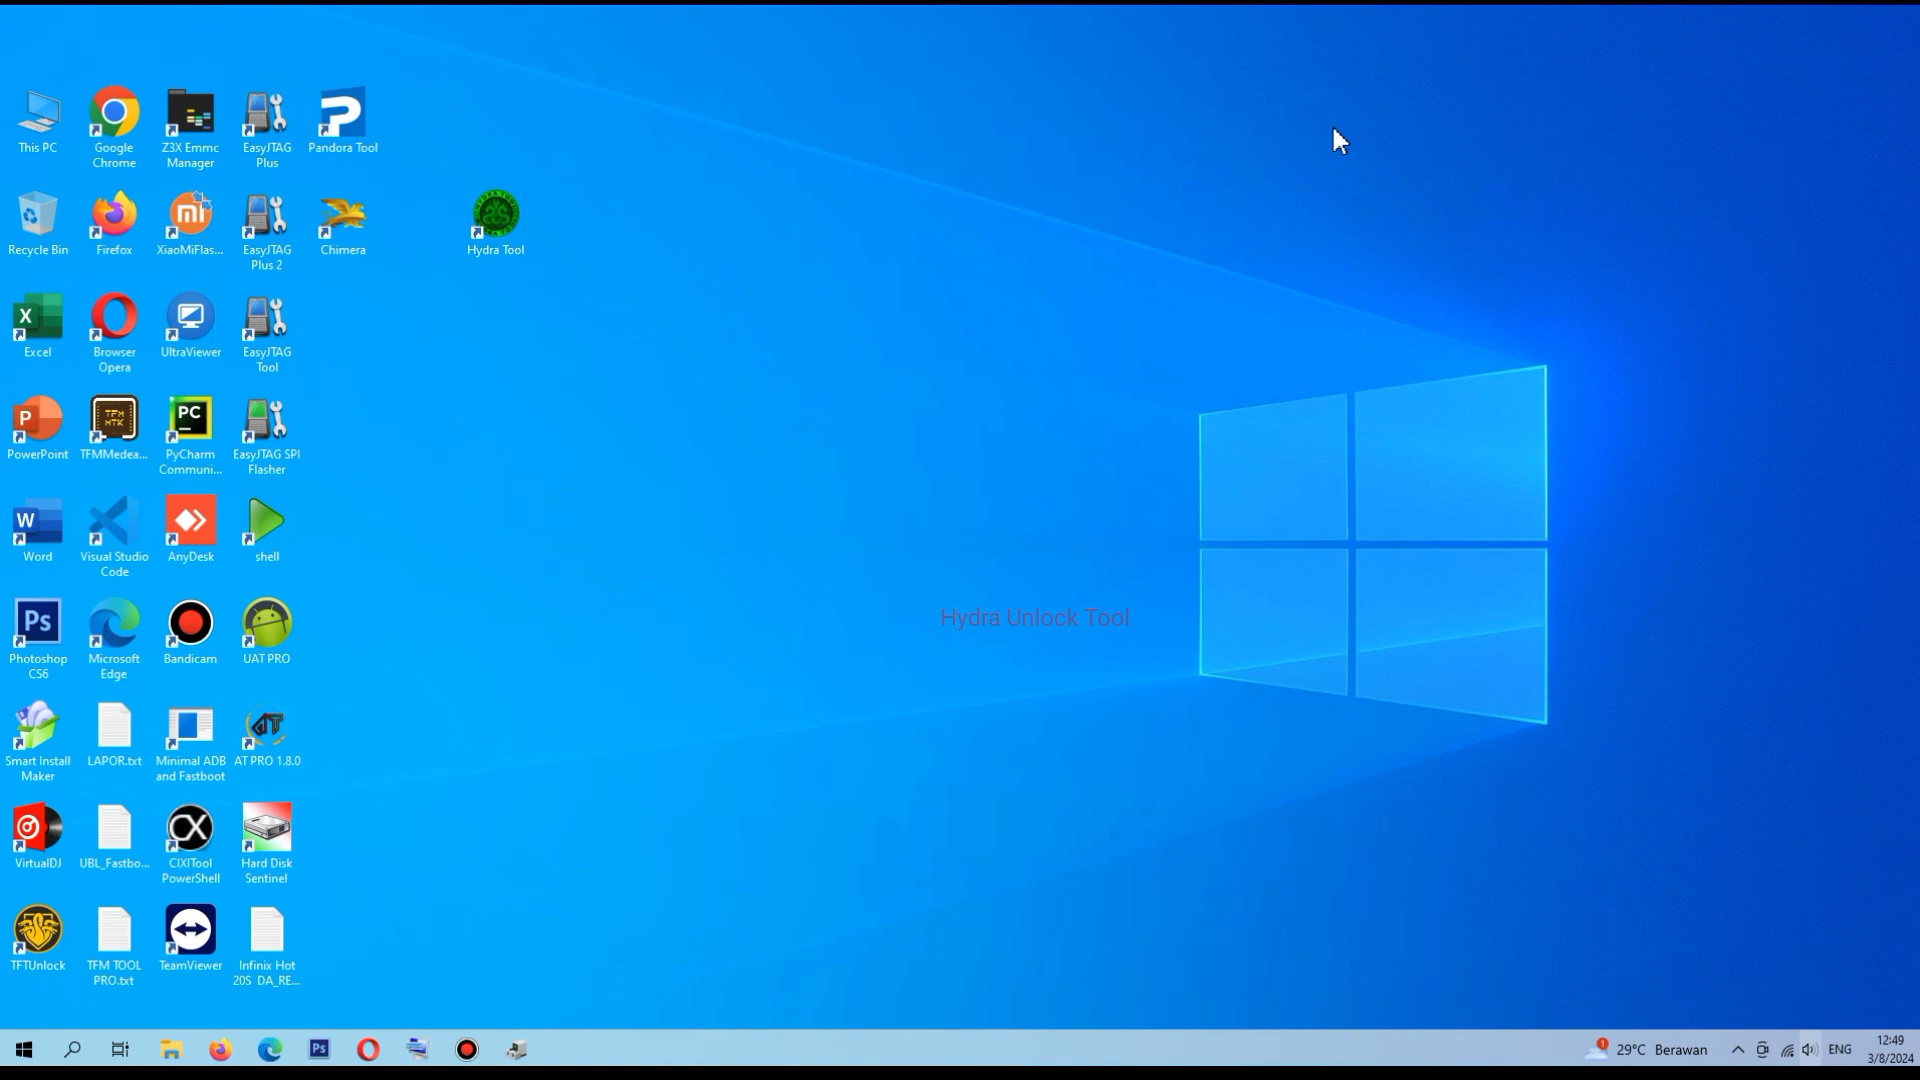 This PC
Google
Chrome
Z3X Emmc
Manager
EasyJTAG
Plus
Pandora Tool
Recycle Bin
Firefox
XiaoMiFlas...
EasyJTAG
Plus 2
Chimera
Hydra Tool
Excel
Browser
Opera
UltraViewer
EasyJTAG
Tool
PowerPoint
TFMMedea...
PyCharm
Communi...
EasyJTAG SPI
Flasher
Word
Visual Studio
Code
AnyDesk
shell
Hydra Unlock Tool
Photoshop
CS6
Microsoft
Edge
Bandicam
UAT PRO
Smart Install
Maker
LAPOR.txt
Minimal ADB
and Fastboot
AT PRO 1.8.0
VirtualDJ
UBL_Fastbo...
CIXITool
PowerShell
Hard Disk
Sentinel
TFTUnlock
TFM TOOL
PRO.txt
TeamViewer
Infinix Hot
20S DA_RE...
29°C Berawan
ENG
12:49
3/8/2024